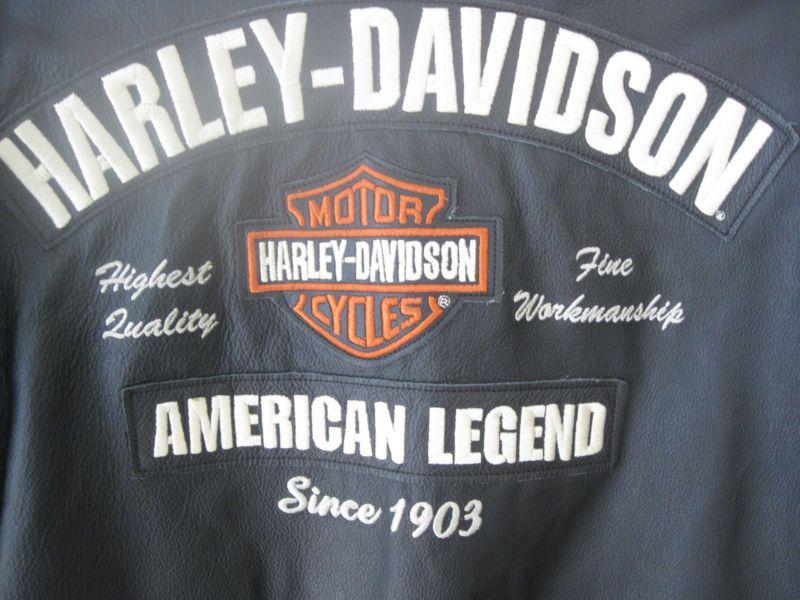 HARLEY-DAVIDSON®
MOTOR
HARLEY-DAVIDSON
CYCLES®
Highest
Quality
Fine
Workmanship
AMERICAN LEGEND
Since 1903